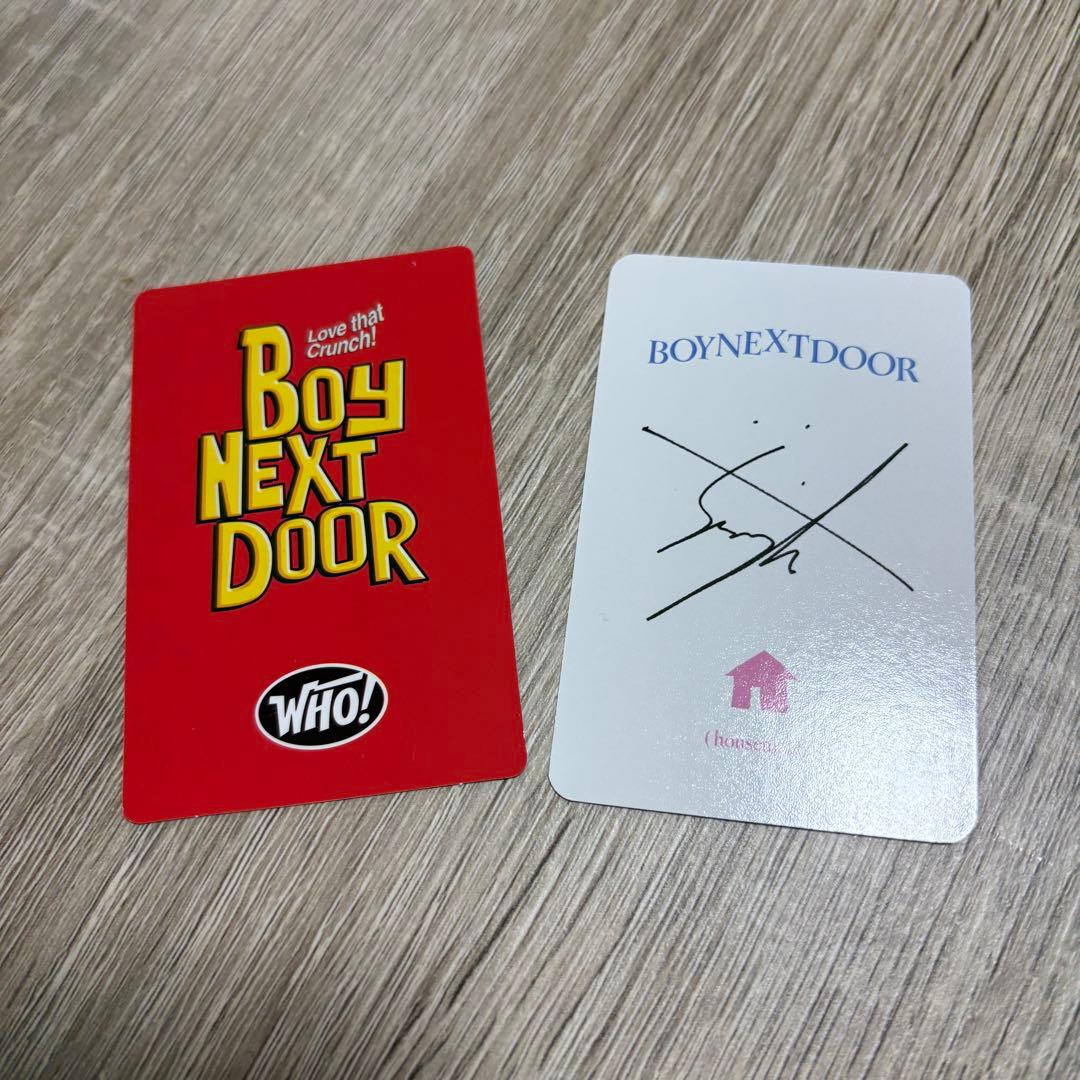 Love that
Crunch!
BOY
NEXT
DOOR
WHO!
BOYNEXTDOOR